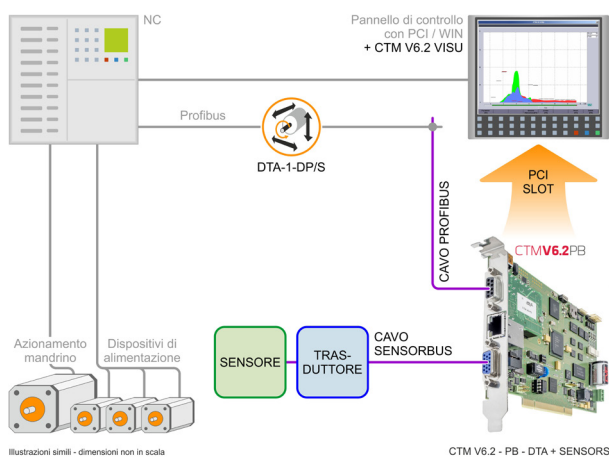 NC
Pannello di controllo
con PCI / WIN
+ CTM V6.2 VISU
Profibus
DTA-1-DP/S
PCI
SLOT
CAVO PROFIBUS
CTMV6.2PB
Azionamento
mandrino
Dispositivi di
alimentazione
SENSORE
TRAS-
DUTTORE
CAVO
SENSORBUS
Illustrazioni simili - dimensioni non in scala
CTM V6.2 - PB - DTA + SENSORS